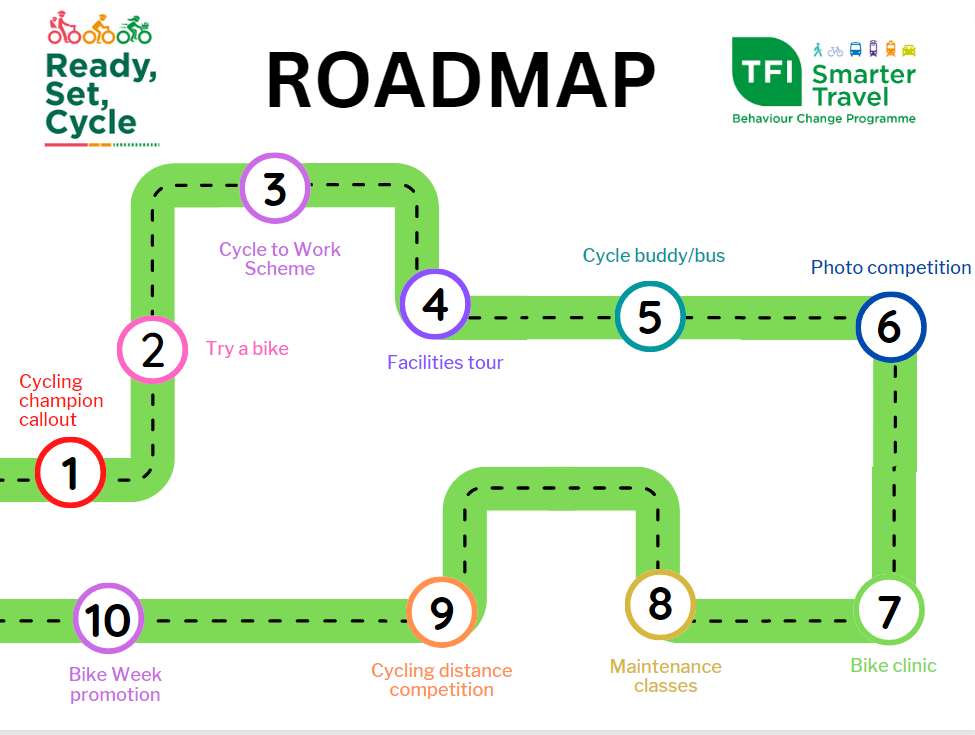 Ready,
Set,
Cycle
ROADMAP
TFI
Smarter
Travel
Behaviour Change Programme
3
Cycle to Work
Scheme
4
Facilities tour
Cycle buddy/bus
5
Photo competition
6
2
Try a bike
Cycling
champion
callout
1
10
Bike Week
promotion
9
Cycling distance
competition
8
Maintenance
classes
7
Bike clinic